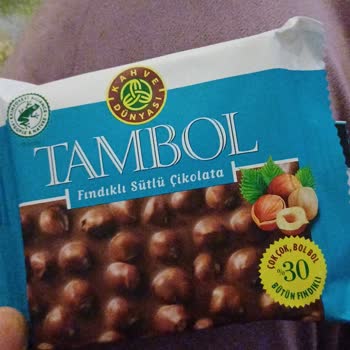 KAHVE
DÜNYASI
TAMBOL
Fındıklı Sütlü Çikolata
ÇOK ÇOK, BOL BOL
%30
BÜTÜN FINDIKLI